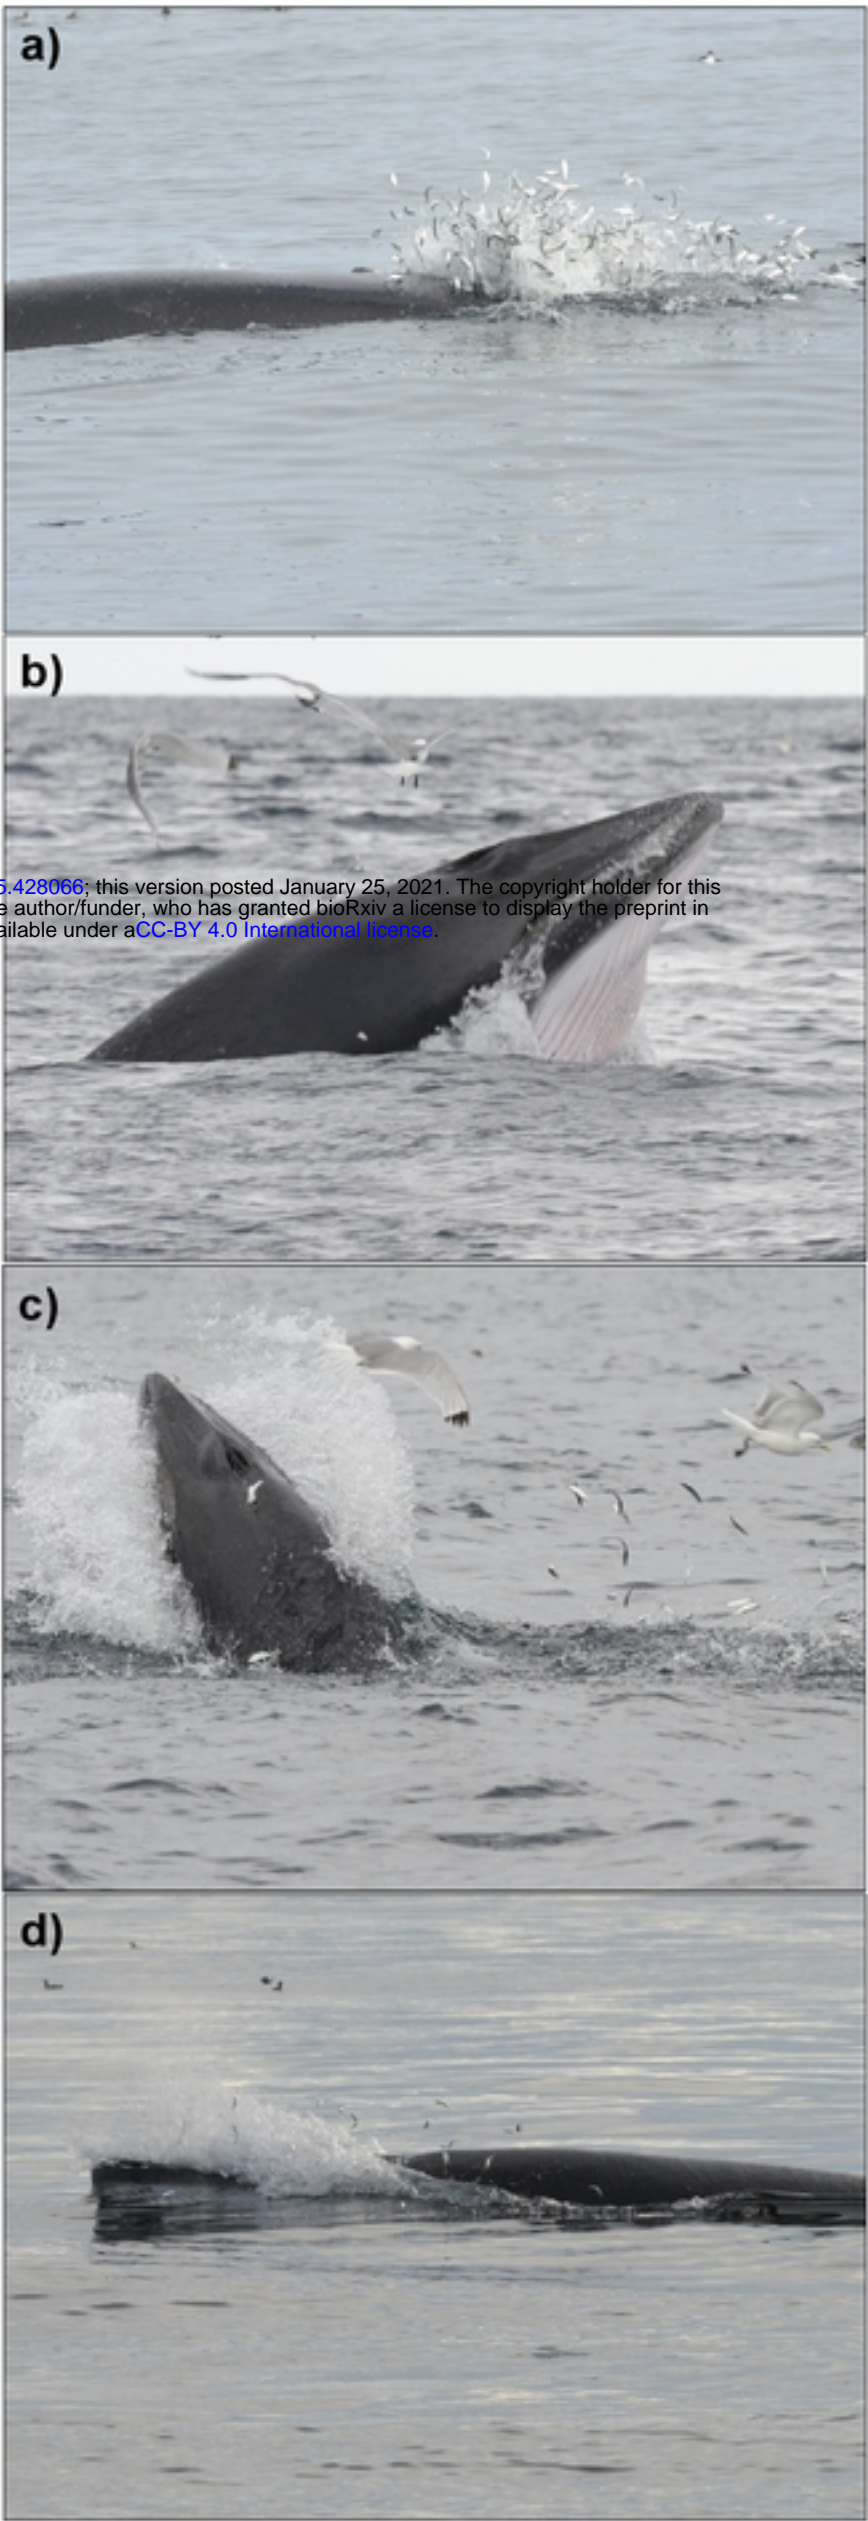 a)
b)
5.428066; this version posted January 25, 2021. The copyright holder for this
author/funder, who has granted bioRxiv a license to display the preprint in
under aCC-BY 4.0 International license.
c)
d)